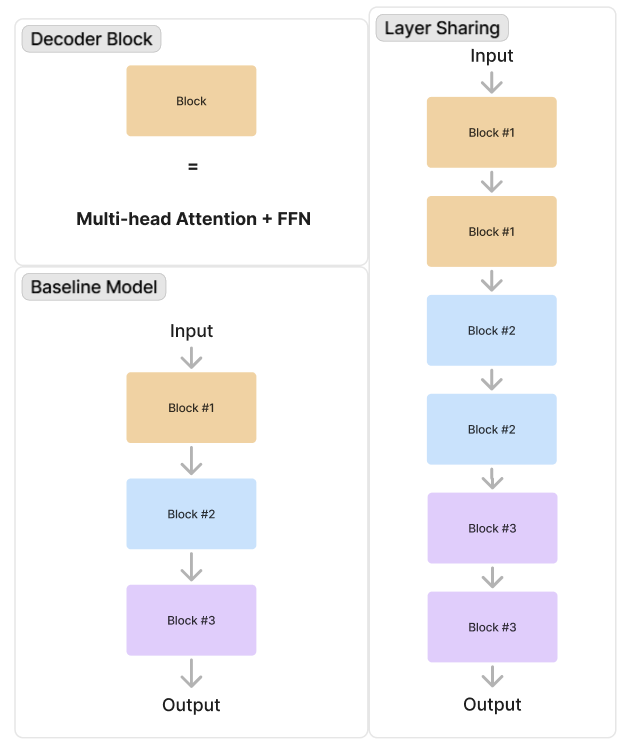 Decoder Block
Block
=
Multi-head Attention + FFN
Baseline Model
Input
Block #1
Block #2
Block #3
Output
Layer Sharing
Input
Block #1
Block #1
Block #2
Block #2
Block #3
Block #3
Output